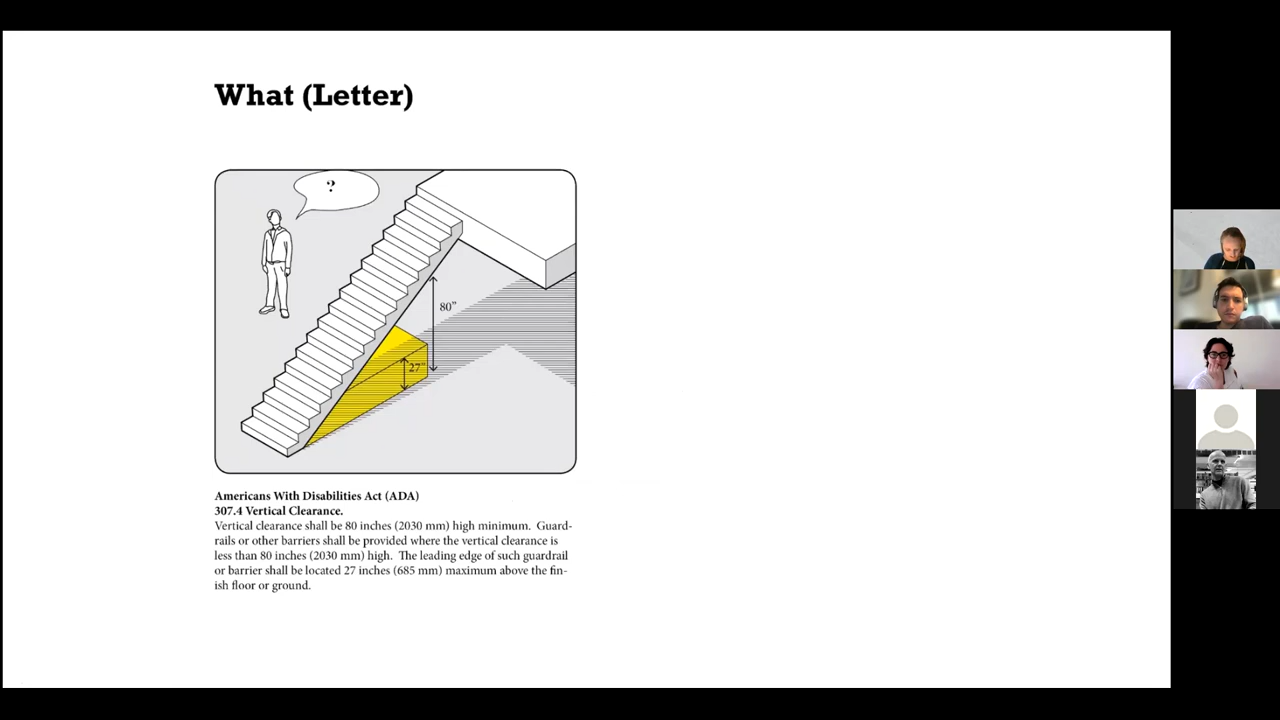 What (Letter)
?
80”
27”
Americans With Disabilities Act (ADA)
307.4 Vertical Clearance.
Vertical clearance shall be 80 inches (2030 mm) high minimum.  Guard-
rails or other barriers shall be provided where the vertical clearance is
less than 80 inches (2030 mm) high.  The leading edge of such guardrail
or barrier shall be located 27 inches (685 mm) maximum above the fin-
ish floor or ground.